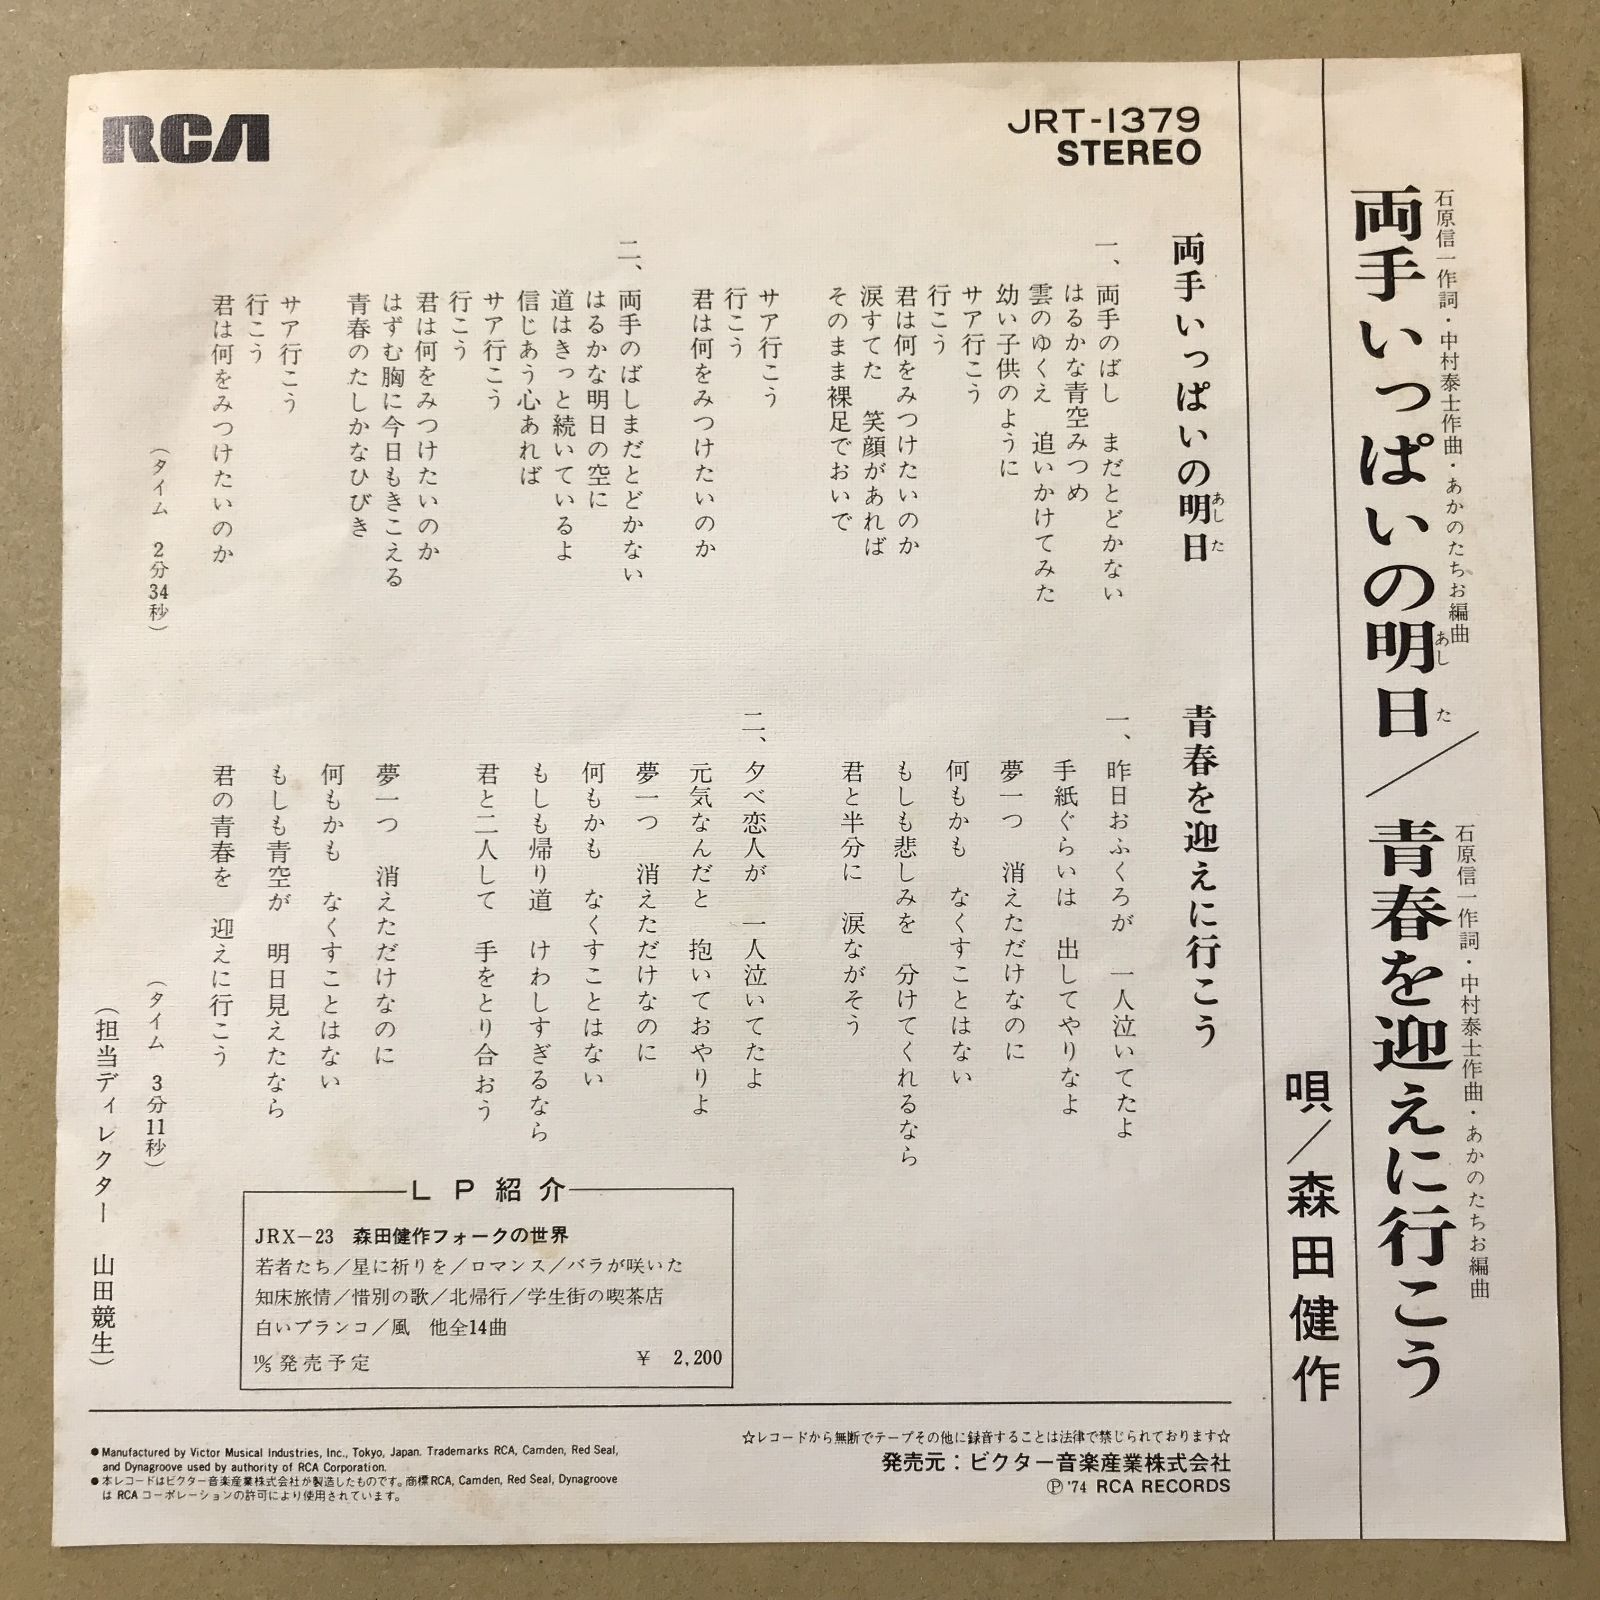 石原信一作詞・中村泰士作曲・あかのたちお編曲
両手いっぱいの明日／青春を迎えに行こう
あした
石原信一作詞・中村泰士作曲・あかのたちお編曲
唄／森田健作
RCA
JRT-1379
STEREO
両手いっぱいの明日
あした
一、両手のばし　まだとどかない
はるかな青空みつめ
雲のゆくえ　追いかけてみた
幼い子供のように
サア行こう
行こう
君は何をみつけたいのか
涙すてた　笑顔があれば
そのまま裸足でおいで
サア行こう
行こう
君は何をみつけたいのか
二、両手のばしまだとどかない
はるかな明日の空に
道はきっと続いているよ
信じあう心あれば
サア行こう
行こう
君は何をみつけたいのか
はずむ胸に今日もきこえる
青春のたしかなひびき
サア行こう
行こう
君は何をみつけたいのか
（タイム　2分34秒）
青春を迎えに行こう
一、昨日おふくろが　一人泣いてたよ
手紙ぐらいは　出してやりなよ
夢一つ　消えただけなのに
何もかも　なくすことはない
もしも悲しみを　分けてくれるなら
君と半分に　涙ながそう
二、夕べ恋人が　一人泣いてたよ
元気なんだと　抱いておやりよ
夢一つ　消えただけなのに
何もかも　なくすことはない
もしも帰り道　けわしすぎるなら
君と二人して　手をとり合おう
夢一つ　消えただけなのに
何もかも　なくすことはない
もしも青空が　明日見えたなら
君の青春を　迎えに行こう
（タイム　3分11秒）
（担当ディレクター　山田競生）
LP紹介
JRX-23　森田健作フォークの世界
若者たち／星に祈りを／ロマンス／バラが咲いた
知床旅情／惜別の歌／北帰行／学生街の喫茶店
白いブランコ／風　他全14曲
10/5発売予定　¥ 2,200
●Manufactured by Victor Musical Industries, Inc., Tokyo, Japan. Trademarks RCA, Camden, Red Seal,
and Dynagroove used by authority of RCA Corporation.
●本レコードはビクター音楽産業株式会社が製造したものです。商標RCA, Camden, Red Seal, Dynagroove
は RCA コーポレーションの許可により使用されています。
☆レコードから無断でテープその他に録音することは法律で禁じられております☆
発売元：ビクター音楽産業株式会社
Ⓟ '74 RCA RECORDS